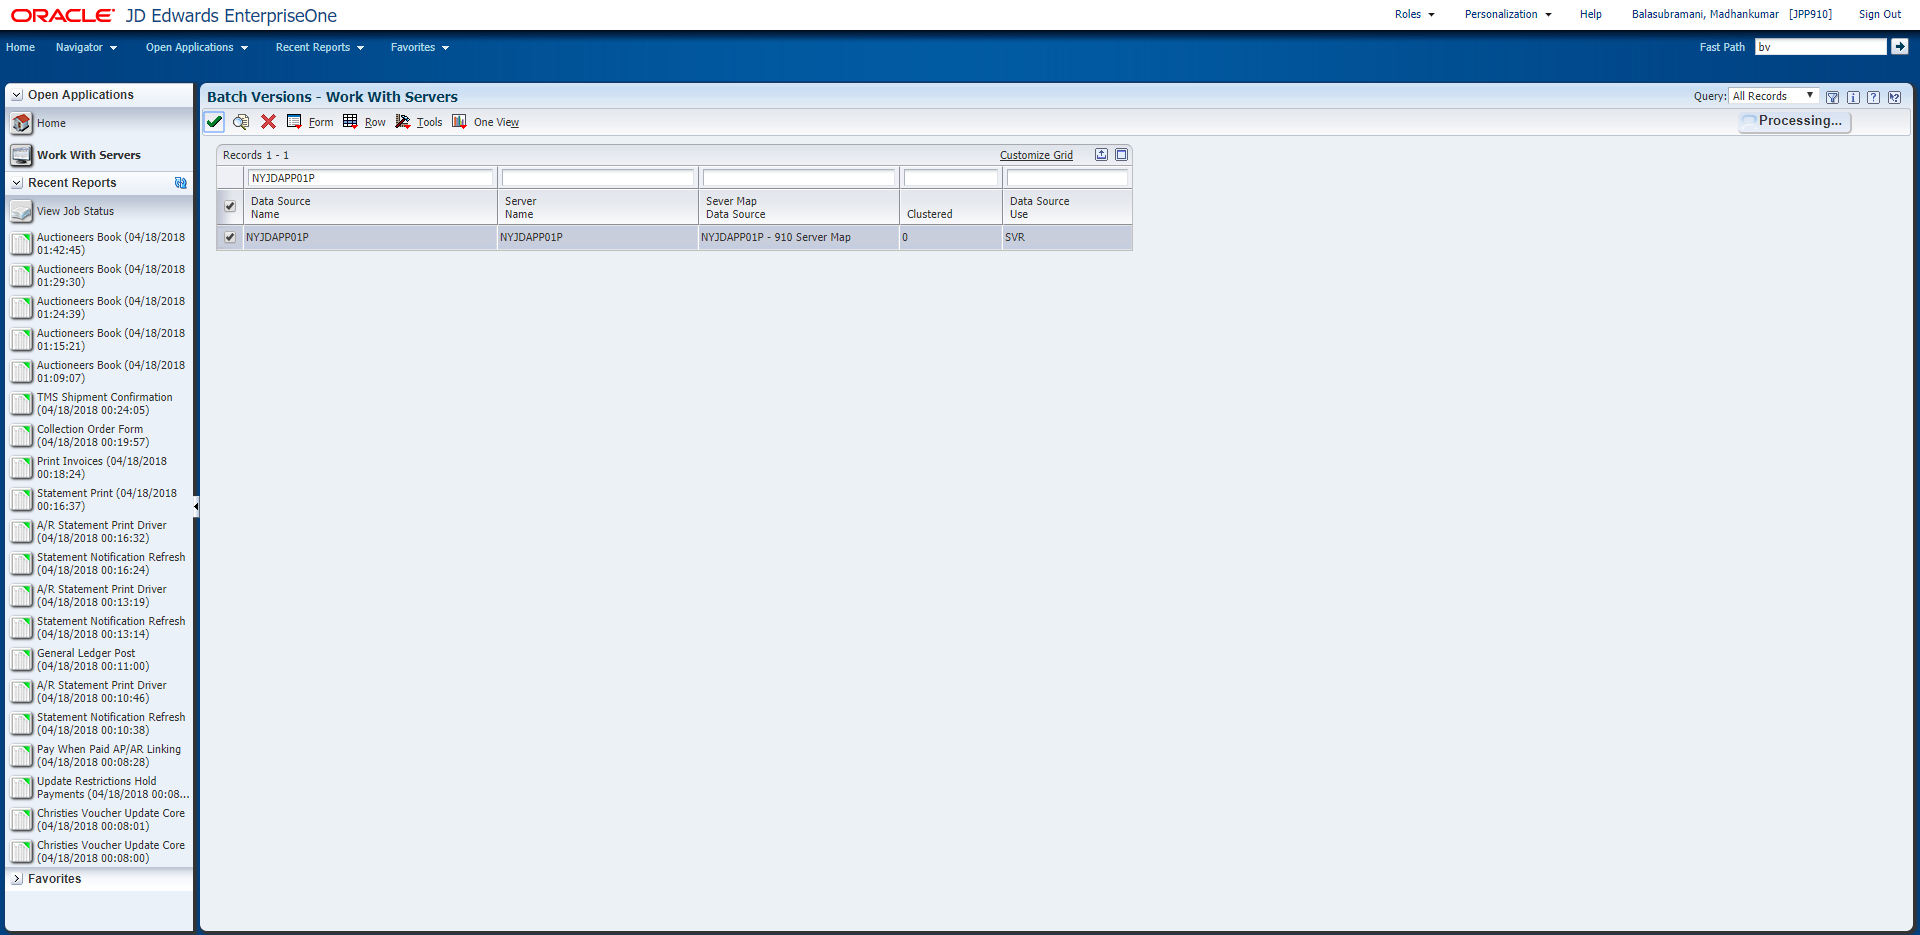 ORACLE JD Edwards EnterpriseOne
Roles Personalization Help Balasubramani, Madhankumar [JPP910] Sign Out
Home Navigator Open Applications Recent Reports Favorites
Fast Path bv
Open Applications
Home
Work With Servers
Recent Reports
View Job Status
Auctioneers Book (04/18/2018
01:42:45)
Auctioneers Book (04/18/2018
01:29:30)
Auctioneers Book (04/18/2018
01:24:39)
Auctioneers Book (04/18/2018
01:15:21)
Auctioneers Book (04/18/2018
01:09:07)
TMS Shipment Confirmation
(04/18/2018 00:24:05)
Collection Order Form
(04/18/2018 00:19:57)
Print Invoices (04/18/2018
00:18:24)
Statement Print (04/18/2018
00:16:37)
A/R Statement Print Driver
(04/18/2018 00:16:32)
Statement Notification Refresh
(04/18/2018 00:16:24)
A/R Statement Print Driver
(04/18/2018 00:13:19)
Statement Notification Refresh
(04/18/2018 00:13:14)
General Ledger Post
(04/18/2018 00:11:00)
A/R Statement Print Driver
(04/18/2018 00:10:46)
Statement Notification Refresh
(04/18/2018 00:10:38)
Pay When Paid AP/AR Linking
(04/18/2018 00:08:28)
Update Restrictions Hold
Payments (04/18/2018 00:08...
Christies Voucher Update Core
(04/18/2018 00:08:01)
Christies Voucher Update Core
(04/18/2018 00:08:00)
Favorites
Batch Versions - Work With Servers
Query: All Records
Form Row Tools One View
Processing...
Records 1 - 1
Customize Grid
NYJDAPP01P
Data Source Server Sever Map Data Source
Name Name Data Source Clustered Use
NYJDAPP01P NYJDAPP01P NYJDAPP01P - 910 Server Map 0 SVR